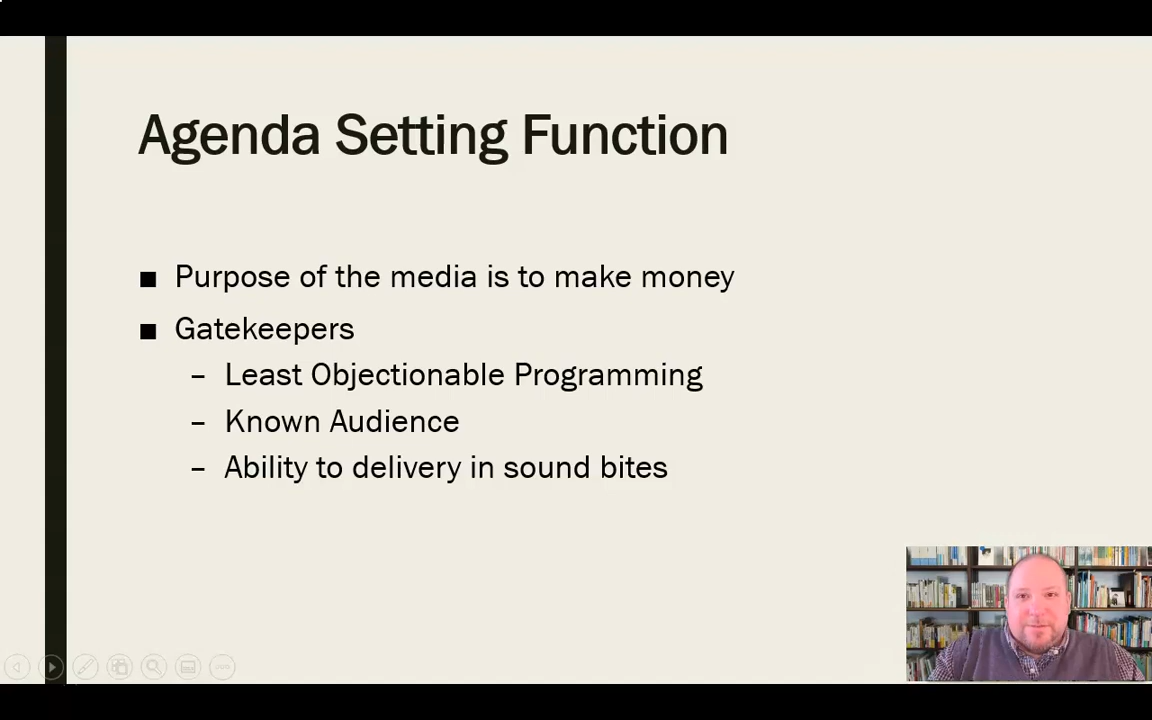 Agenda Setting Function
■ Purpose of the media is to make money
■ Gatekeepers
– Least Objectionable Programming
– Known Audience
– Ability to delivery in sound bites